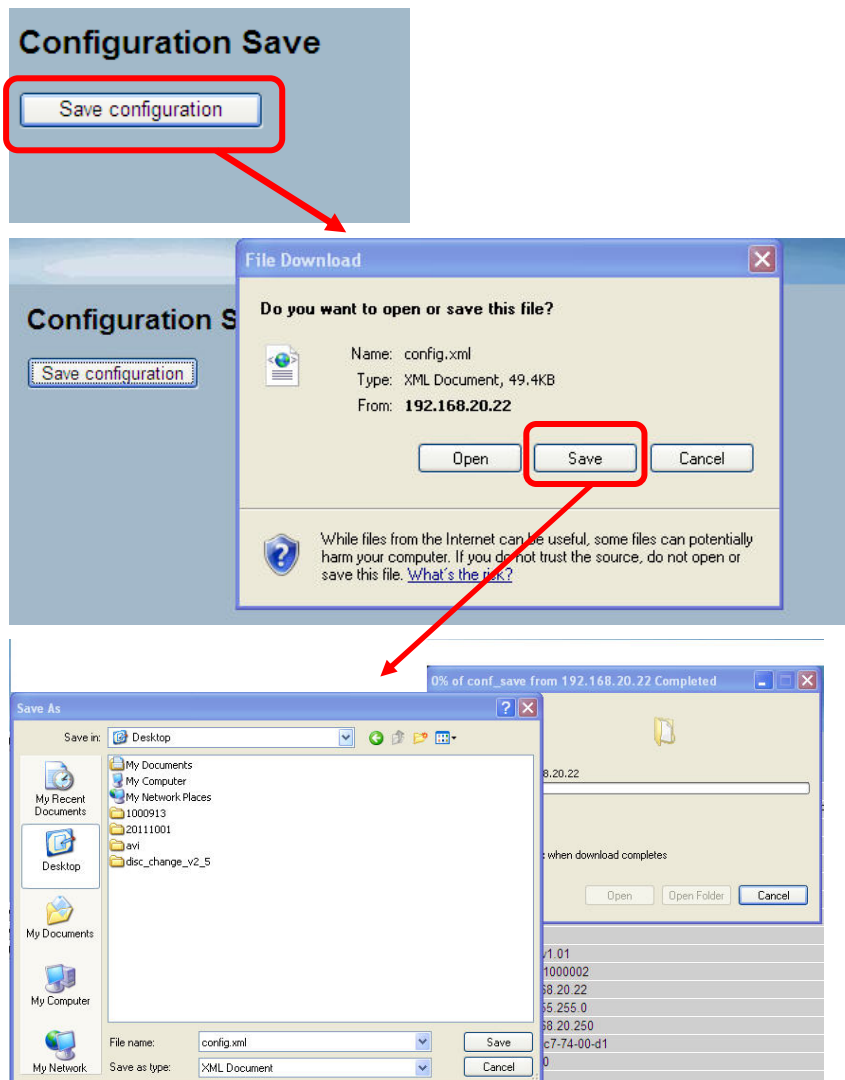 Configuration Save
Save configuration
File Download
Configuration S
Save configuration
Do you want to open or save this file?
Name: config.xml
Type: XML Document, 49.4KB
From: 192.168.20.22
Open Save Cancel
While files from the Internet can be useful, some files can potentially
harm your computer. If you do not trust the source, do not open or
save this file. What's the risk?
0% of conf_save from 192.168.20.22 Completed
Save As
Save in: Desktop
My Recent
Documents
Desktop
My Documents
My Computer
My Network
My Documents
My Computer
My Network Places
1000913
20111001
avi
disc_change_v2_5
File name: config.xml Save
Save as type: XML Document Cancel
8.20.22
when download completes
Open Open Folder Cancel
v1.01
1000002
68.20.22
55.255.0
68.20.250
c7-74-00-d1
0